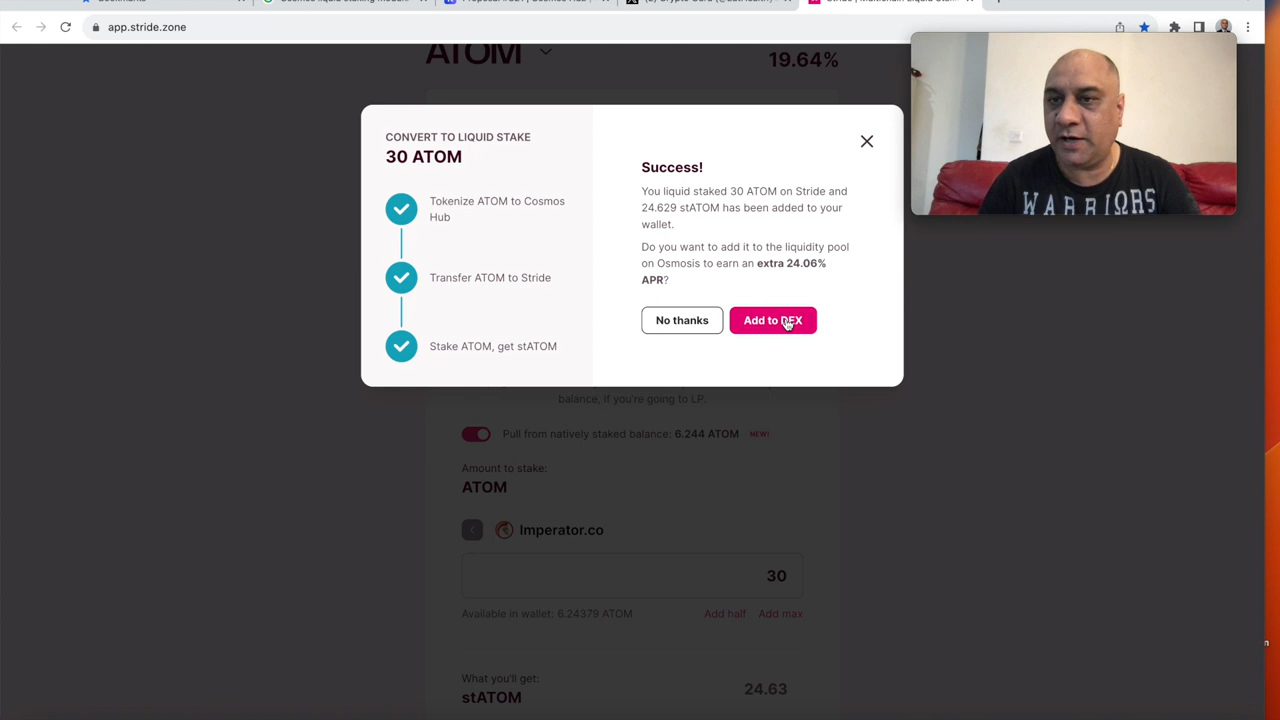 app.stride.zone
ATOM
19.64%
CONVERT TO LIQUID STAKE
30 ATOM
Tokenize ATOM to Cosmos
Hub
Transfer ATOM to Stride
Stake ATOM, get stATOM
Success!
You liquid staked 30 ATOM on Stride and
24.629 stATOM has been added to your
wallet.
Do you want to add it to the liquidity pool
on Osmosis to earn an extra 24.06%
APR?
No thanks
Add to DEX
WARRIORS
balance, if you're going to LP.
Pull from natively staked balance: 6.244 ATOM NEW!
Amount to stake:
ATOM
Imperator.co
30
Available in wallet: 6.24379 ATOM
Add half
Add max
What you'll get:
stATOM
24.63